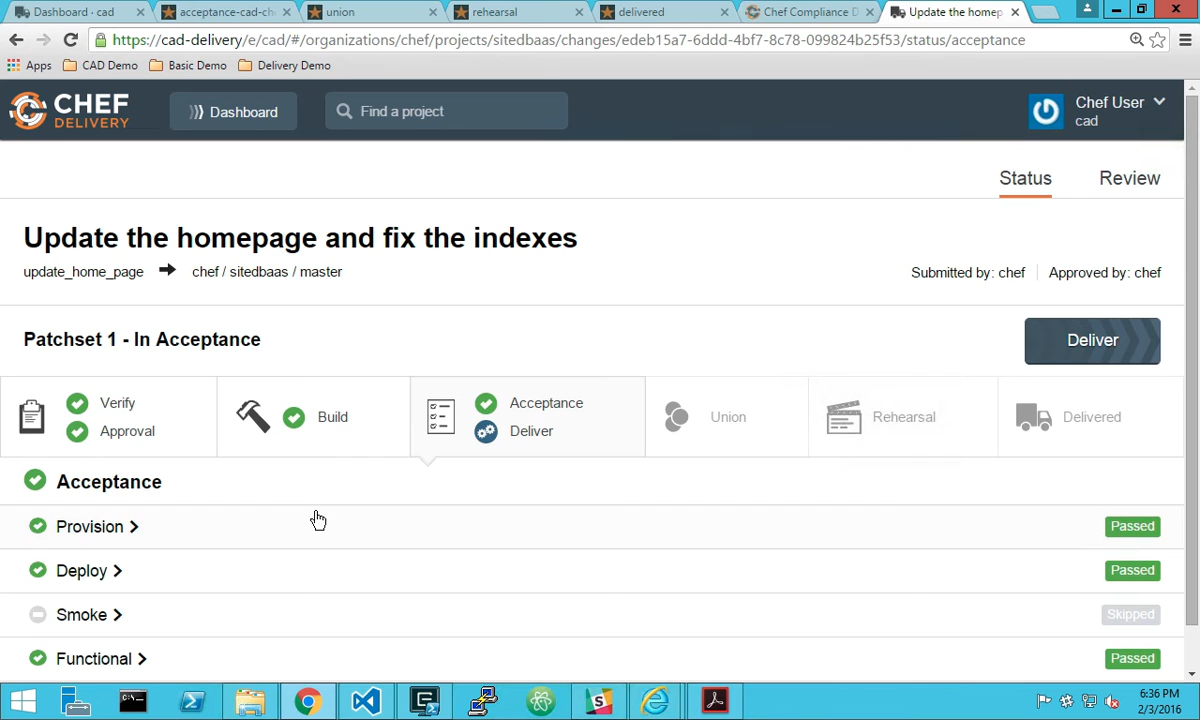 Dashboard · cad
acceptance-cad-che
union
rehearsal
delivered
Chef Compliance D
Update the homep
https://cad-delivery/e/cad/#/organizations/chef/projects/sitedbaas/changes/edeb15a7-6ddd-4bf7-8c78-099824b25f53/status/acceptance
Apps
CAD Demo
Basic Demo
Delivery Demo
CHEF
DELIVERY
Dashboard
Find a project
Chef User
cad
Status
Review
Update the homepage and fix the indexes
update_home_page
chef / sitedbaas / master
Submitted by: chef
Approved by: chef
Patchset 1 - In Acceptance
Deliver
Verify
Approval
Build
Acceptance
Deliver
Union
Rehearsal
Delivered
Acceptance
Provision
Passed
Deploy
Passed
Smoke
Skipped
Functional
Passed
6:36 PM
2/3/2016